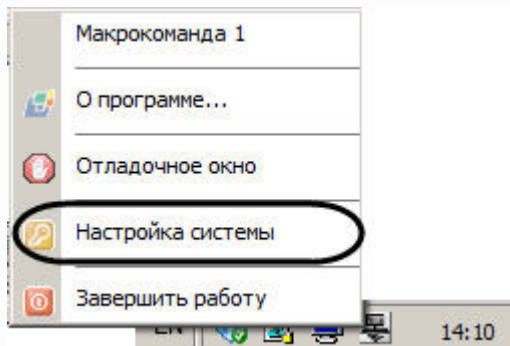 Макрокоманда 1
О программе...
Отладочное окно
Настройка системы
Завершить работу
EN
14:10